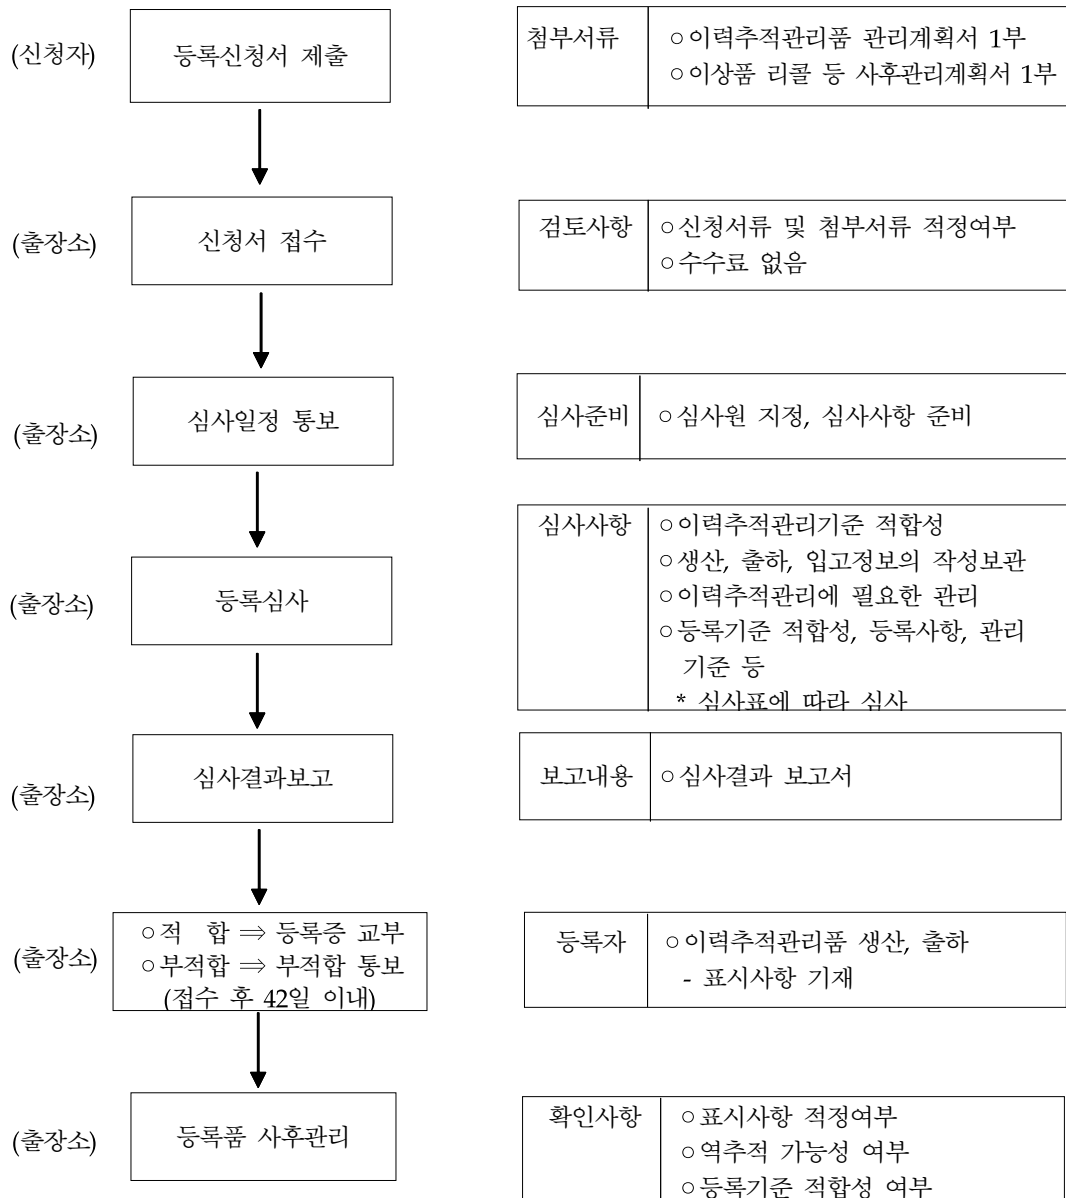 (신청자)
등록신청서 제출
첨부서류
○이력추적관리품 관리계획서 1부
○이상품 리콜 등 사후관리계획서 1부
(출장소)
신청서 접수
검토사항
○신청서류 및 첨부서류 적정여부
○수수료 없음
(출장소)
심사일정 통보
심사준비
○심사원 지정, 심사사항 준비
(출장소)
등록심사
심사사항
○이력추적관리기준 적합성
○생산, 출하, 입고정보의 작성보관
○이력추적관리에 필요한 관리
○등록기준 적합성, 등록사항, 관리
기준 등
* 심사표에 따라 심사
(출장소)
심사결과보고
보고내용
○심사결과 보고서
(출장소)
○적 합 ⇒ 등록증 교부
○부적합 ⇒ 부적합 통보
(접수 후 42일 이내)
등록자
○이력추적관리품 생산, 출하
- 표시사항 기재
(출장소)
등록품 사후관리
확인사항
○표시사항 적정여부
○역추적 가능성 여부
○등록기준 적합성 여부